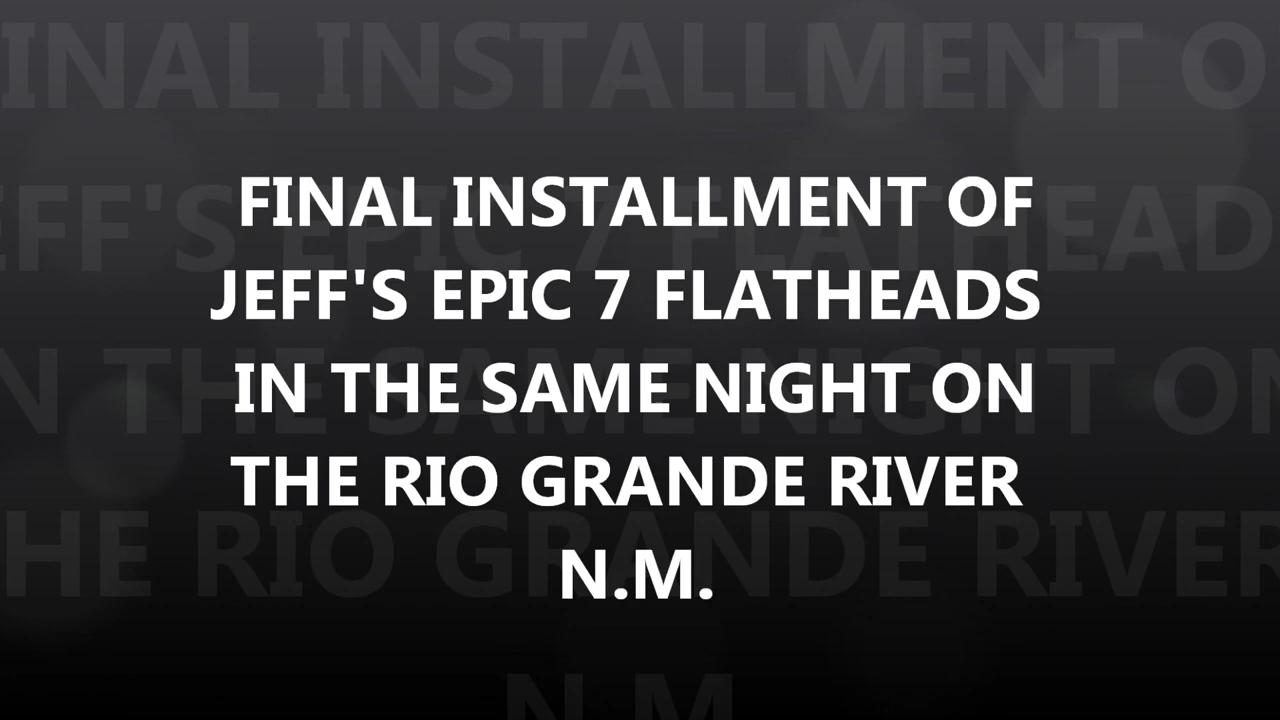 FINAL INSTALLMENT OF
JEFF'S EPIC 7 FLATHEADS
IN THE SAME NIGHT ON
THE RIO GRANDE RIVER
N.M.